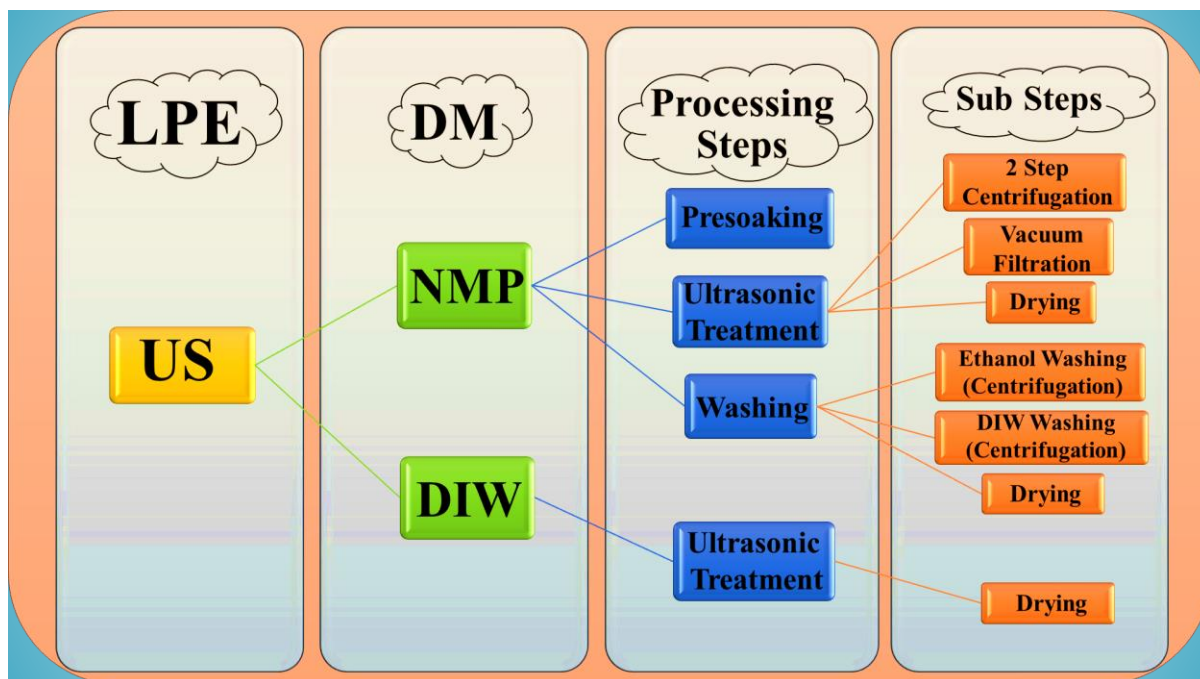 LPE
US
DM
NMP
DIW
Processing
Steps
Presoaking
Ultrasonic
Treatment
Washing
Ultrasonic
Treatment
Sub Steps
2 Step
Centrifugation
Vacuum
Filtration
Drying
Ethanol Washing
(Centrifugation)
DIW Washing
(Centrifugation)
Drying
Drying